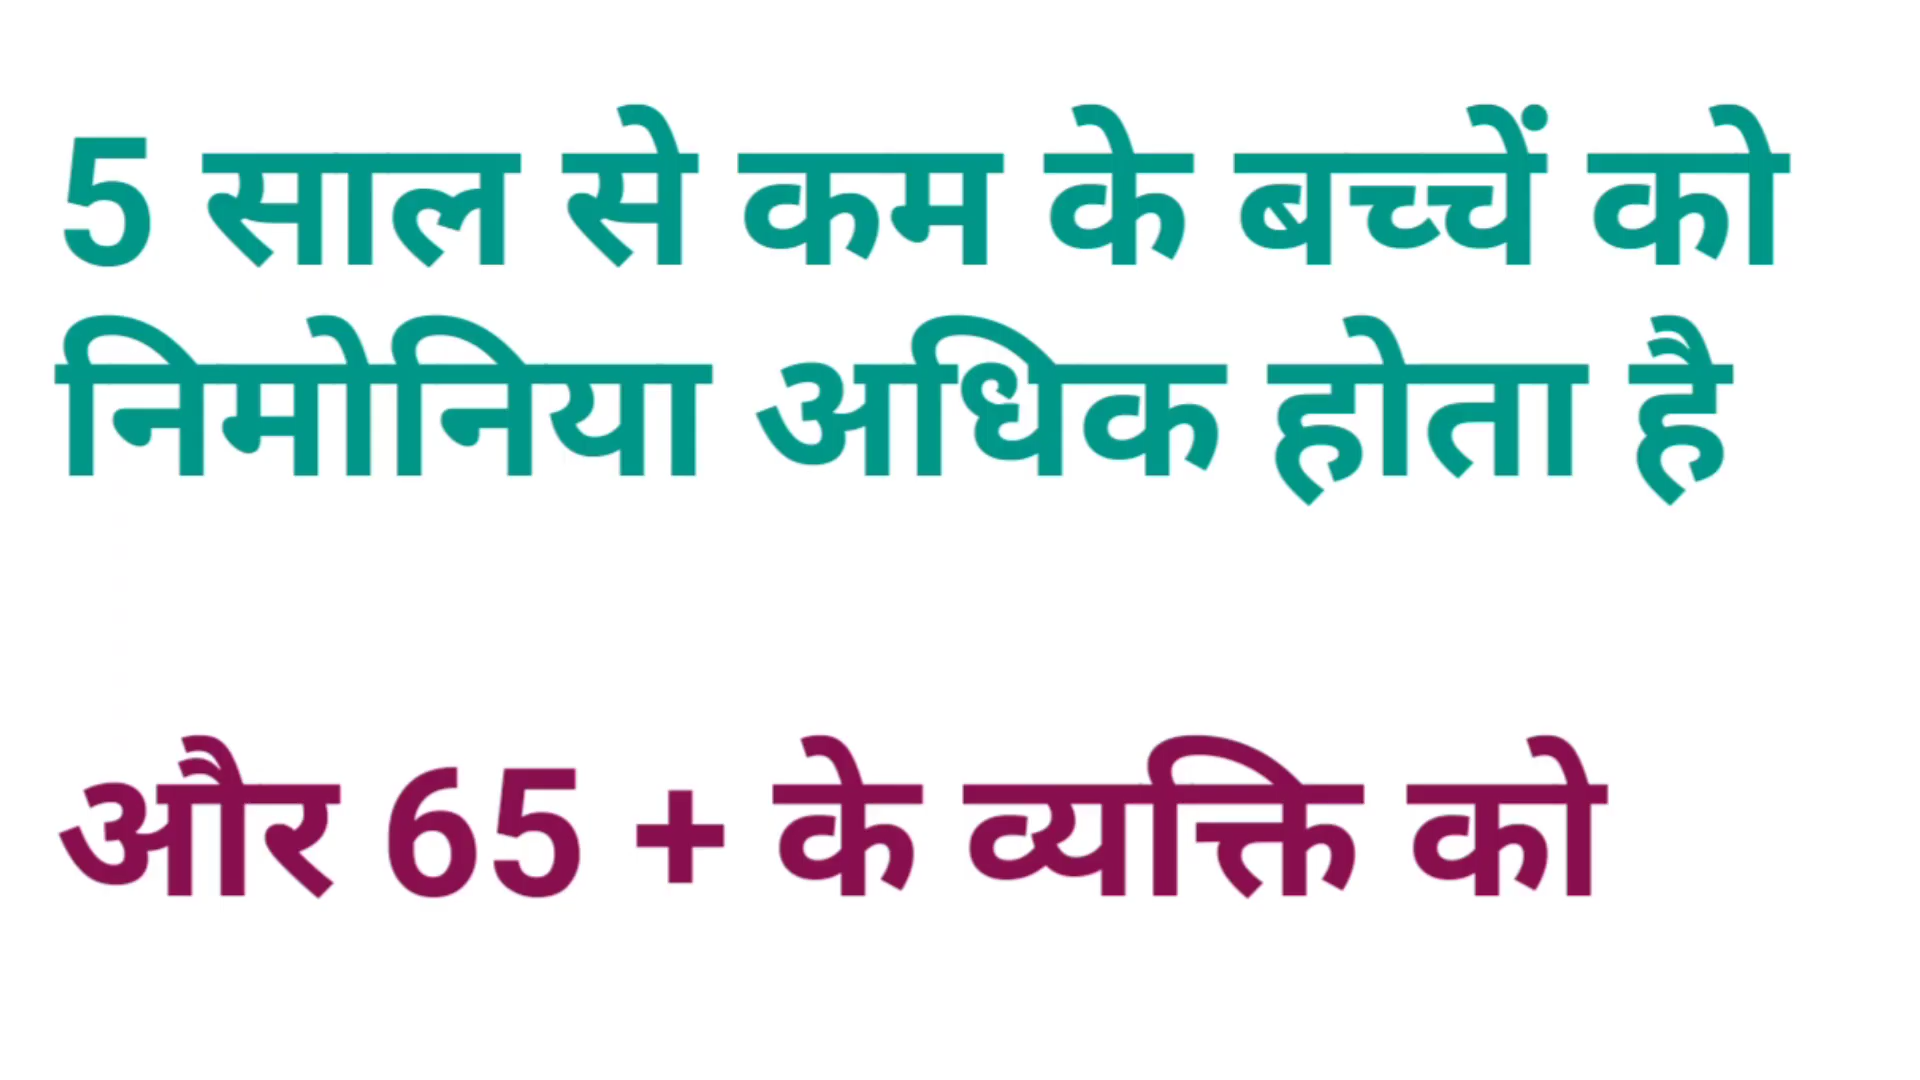 5 साल से कम के बच्चें को
निमोनिया अधिक होता है
और 65 + के व्यक्ति को